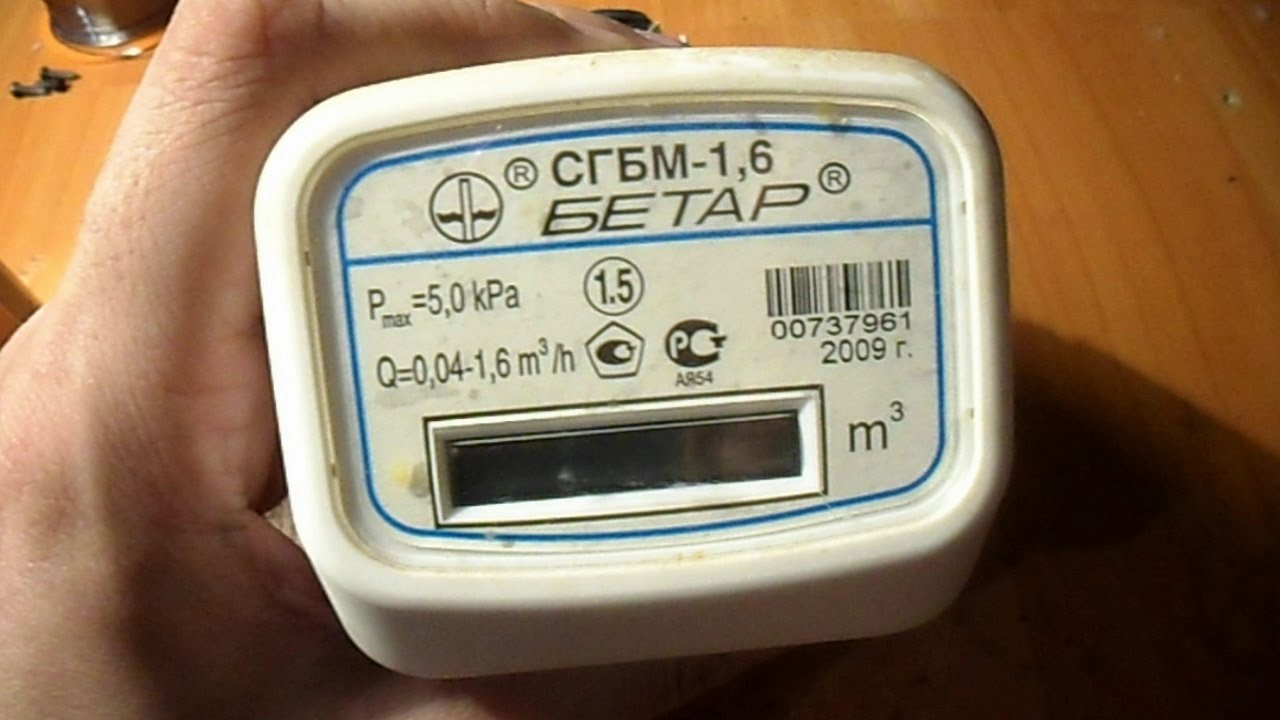 ® СГБМ-1,6
БЕТАР ®
Pmax=5,0 kPa
1.5
00737961
Q=0,04-1,6 m³/h
РС
АЯ54
2009 г.
m³